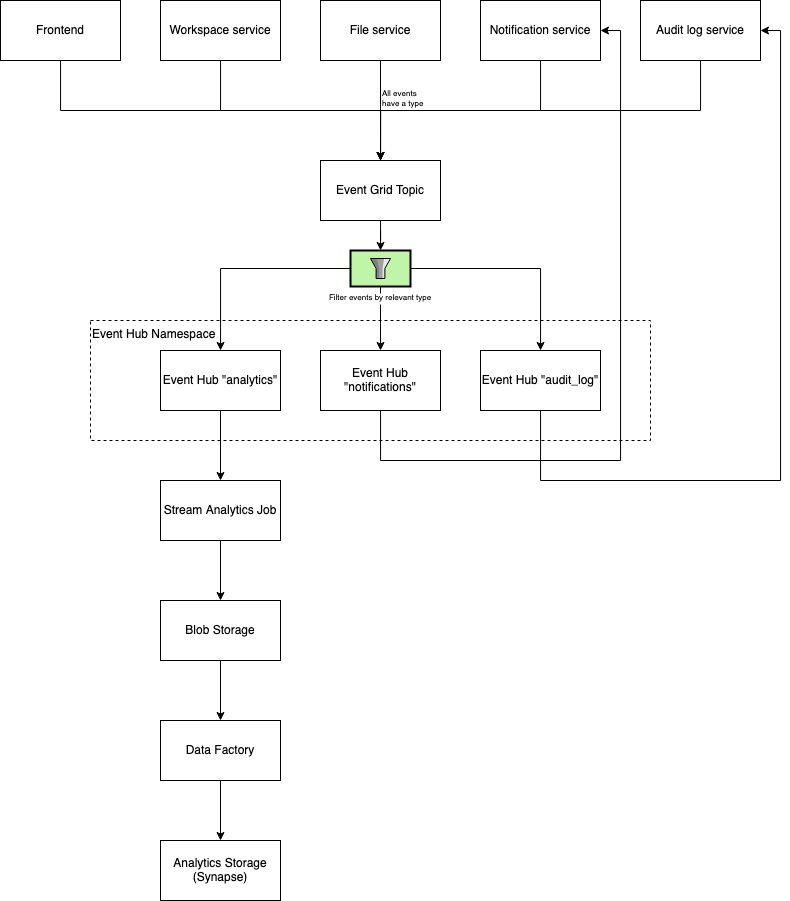 Frontend
Workspace service
File service
Notification service
Audit log service
All events
have a type
Event Grid Topic
Filter events by relevant type
Event Hub Namespace
Event Hub "analytics"
Event Hub
"notifications"
Event Hub "audit_log"
Stream Analytics Job
Blob Storage
Data Factory
Analytics Storage
(Synapse)